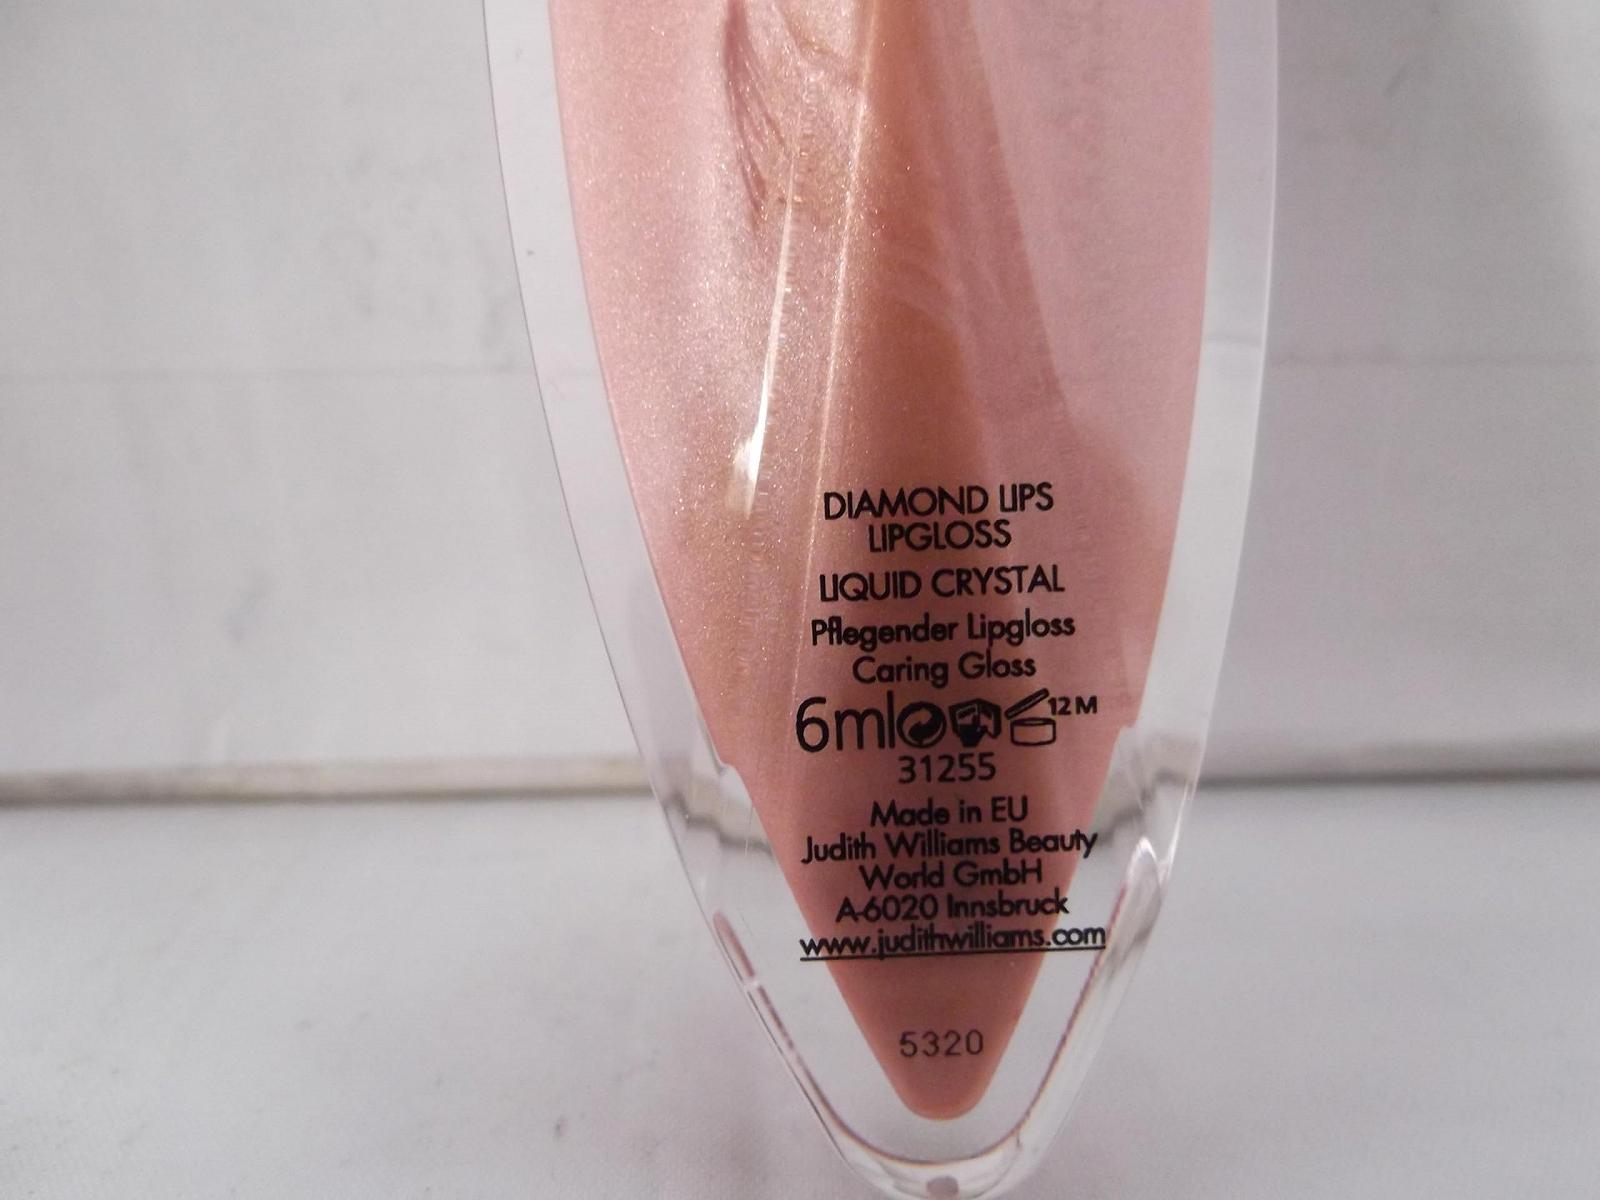 DIAMOND LIPS
LIPGLOSS
LIQUID CRYSTAL
Pflegender Lipgloss
Caring Gloss
6ml 12M
31255
Made in EU
Judith Williams Beauty
World GmbH
A-6020 Innsbruck
www.judithwilliams.com
5320